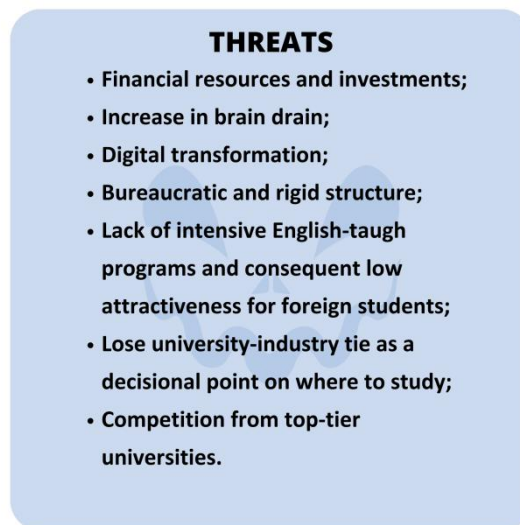 THREATS
• Financial resources and investments;
• Increase in brain drain;
• Digital transformation;
• Bureaucratic and rigid structure;
• Lack of intensive English-taugh
programs and consequent low
attractiveness for foreign students;
• Lose university-industry tie as a
decisional point on where to study;
• Competition from top-tier
universities.